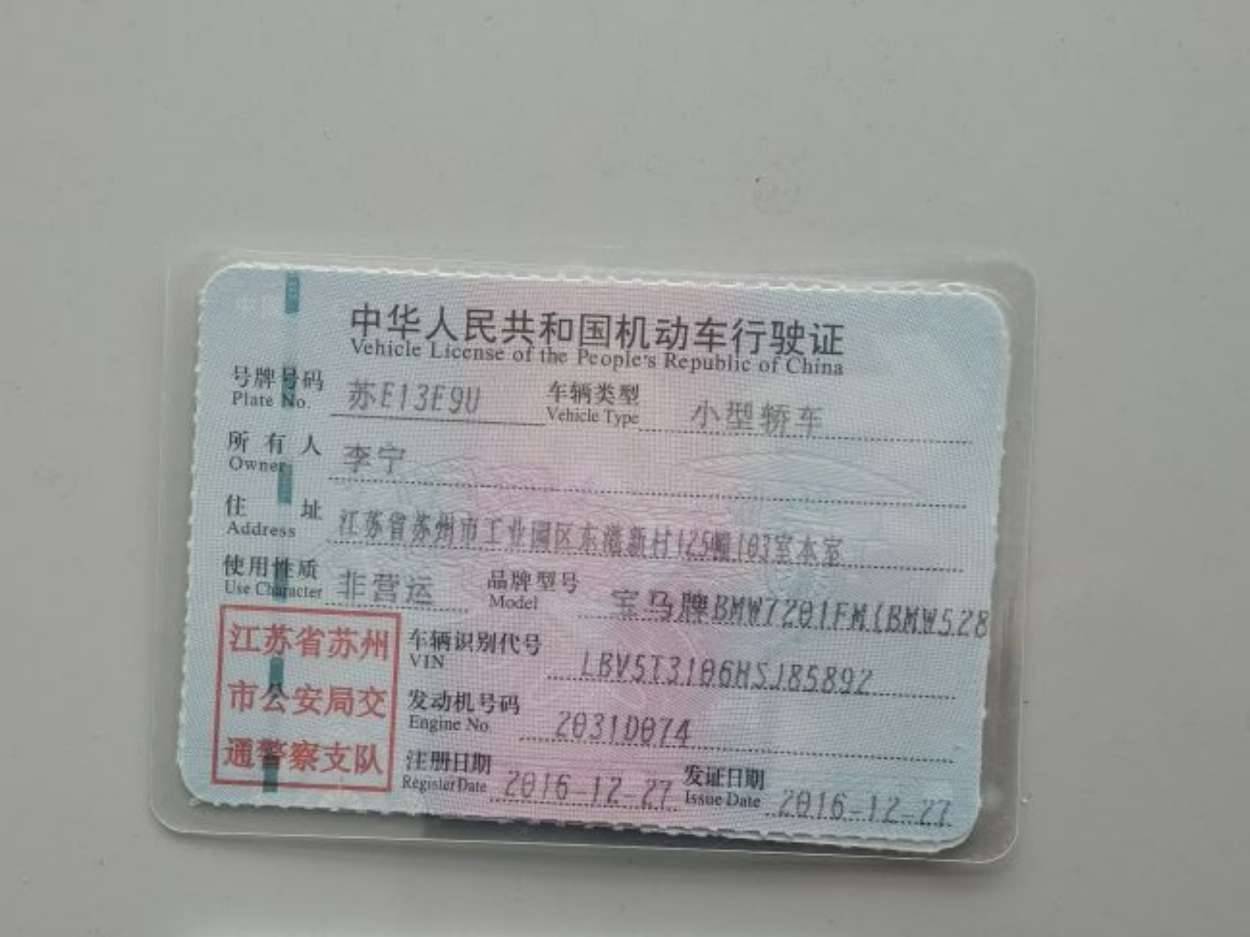 中华人民共和国机动车行驶证
Vehicle License of the People's Republic of China
号牌号码 苏E13E9U 车辆类型 小型轿车
Plate No. Vehicle Type
所有人 李宁
Owner
住址 江苏省苏州市工业园区东港新村125幢103室本室
Address
使用性质 非营运 品牌型号 宝马牌BMW7201FM(BMW528
Use Character Model
江苏省苏州
市公安局交
通警察支队
车辆识别代号 LBV5T3106HSJ85892
VIN
发动机号码 2031D074
Engine No.
注册日期 2016-12-27 发证日期 2016-12-27
Register Date Issue Date